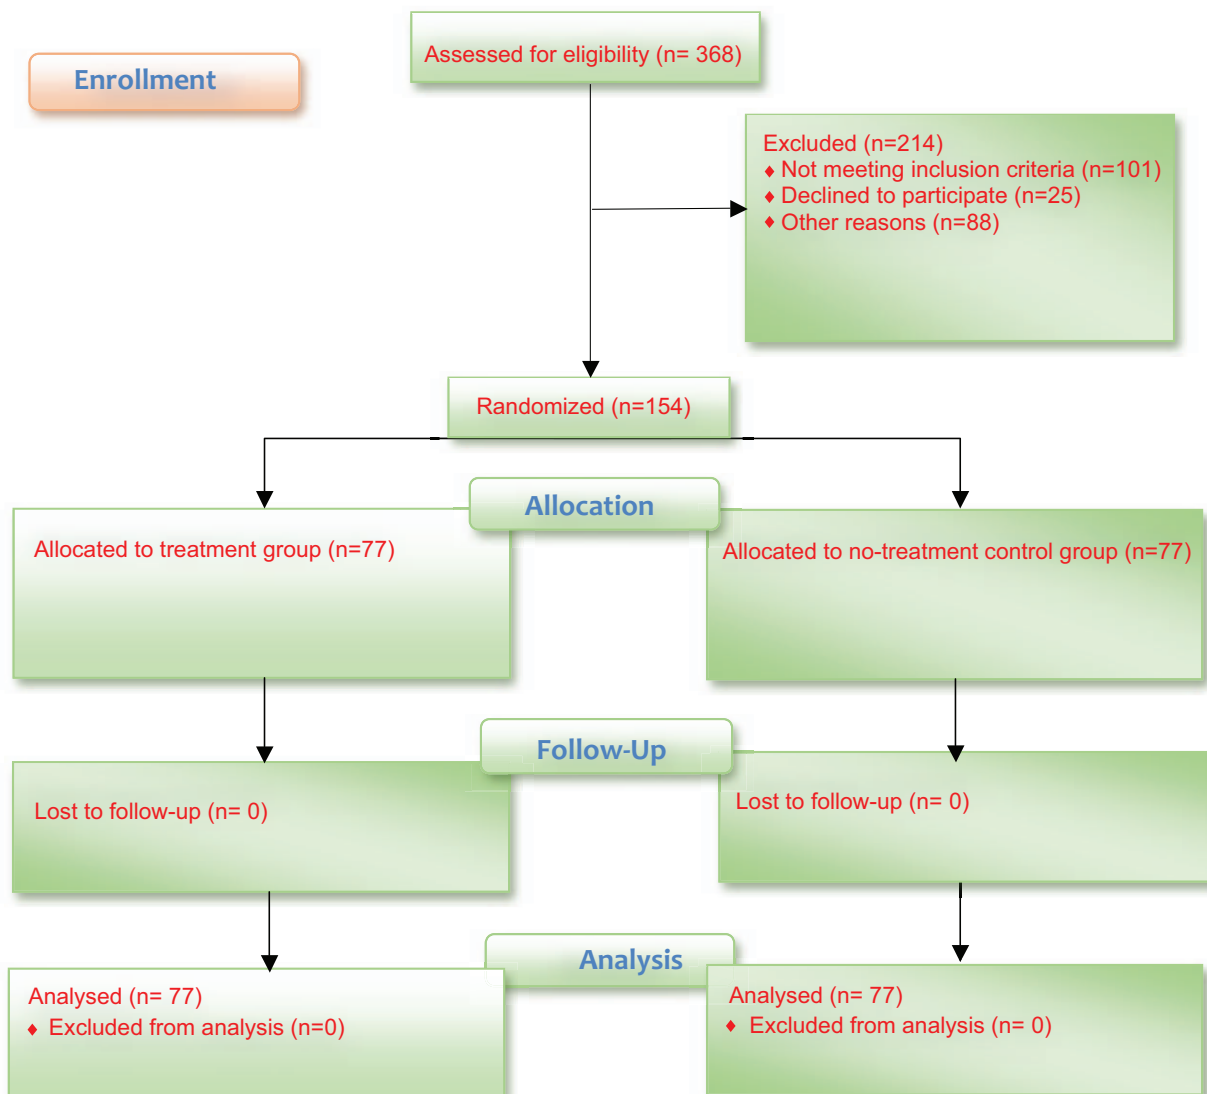 Assessed for eligibility (n= 368)
Enrollment
Excluded (n=214)
♦ Not meeting inclusion criteria (n=101)
♦ Declined to participate (n=25)
♦ Other reasons (n=88)
Randomized (n=154)
Allocation
Allocated to treatment group (n=77)
Allocated to no-treatment control group (n=77)
Follow-Up
Lost to follow-up (n= 0)
Lost to follow-up (n= 0)
Analysis
Analysed (n= 77)
♦ Excluded from analysis (n=0)
Analysed (n= 77)
♦ Excluded from analysis (n= 0)